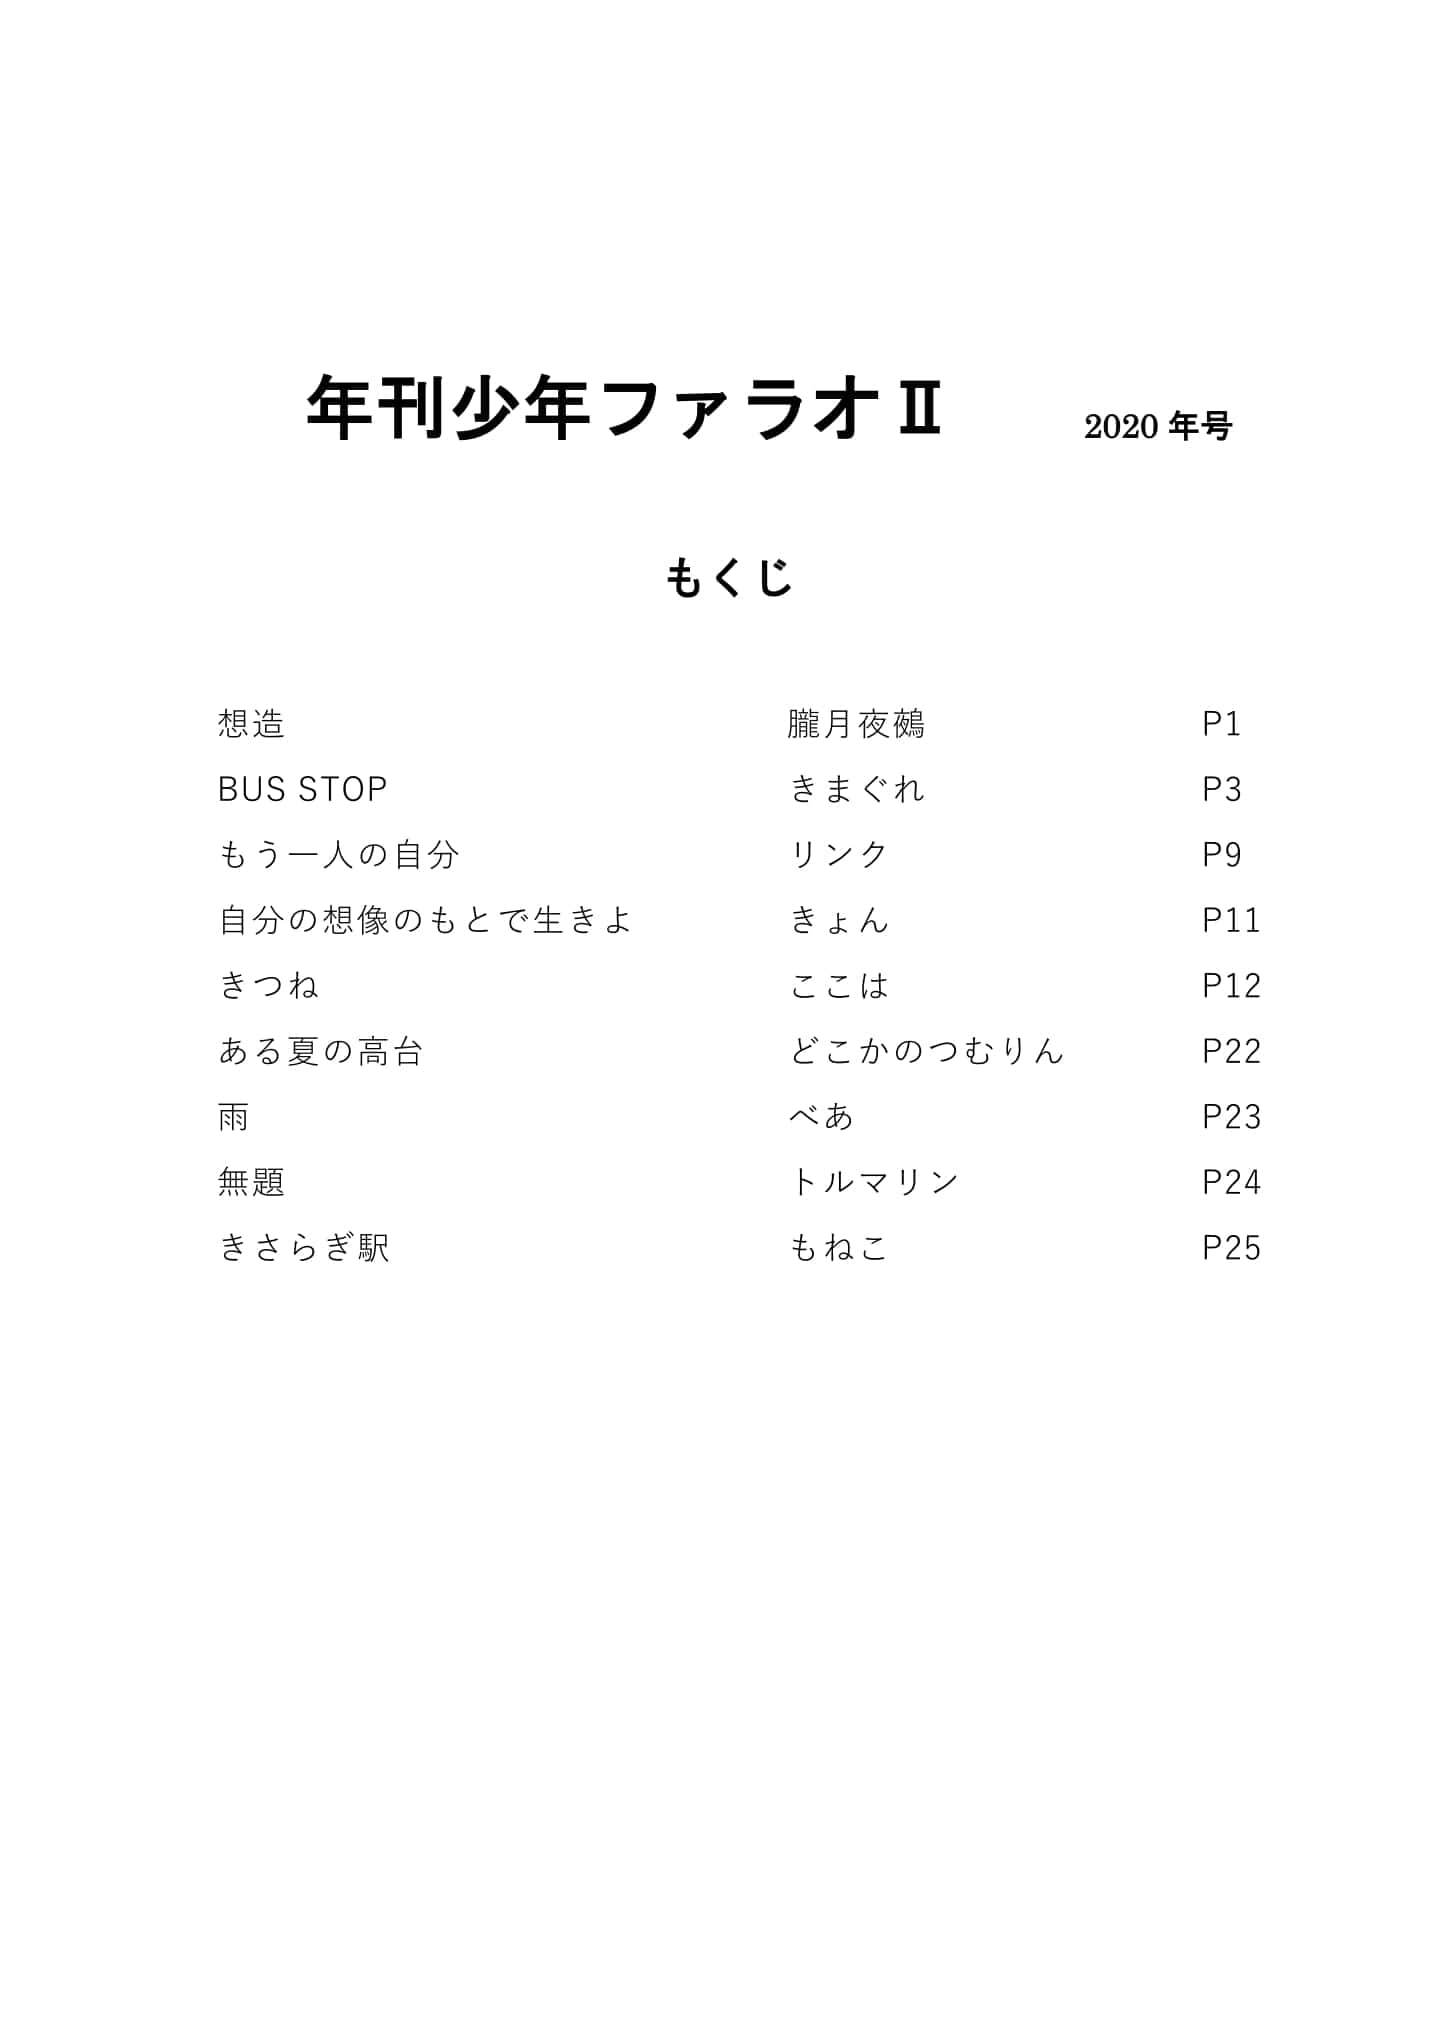 年刊少年ファラオⅡ 2020 年号
もくじ
想造 朧月夜鵺 P1
BUS STOP きまぐれ P3
もう一人の自分 リンク P9
自分の想像のもとで生きよ きょん P11
きつね ここは P12
ある夏の高台 どこかのつむりん P22
雨 べあ P23
無題 トルマリン P24
きさらぎ駅 もねこ P25